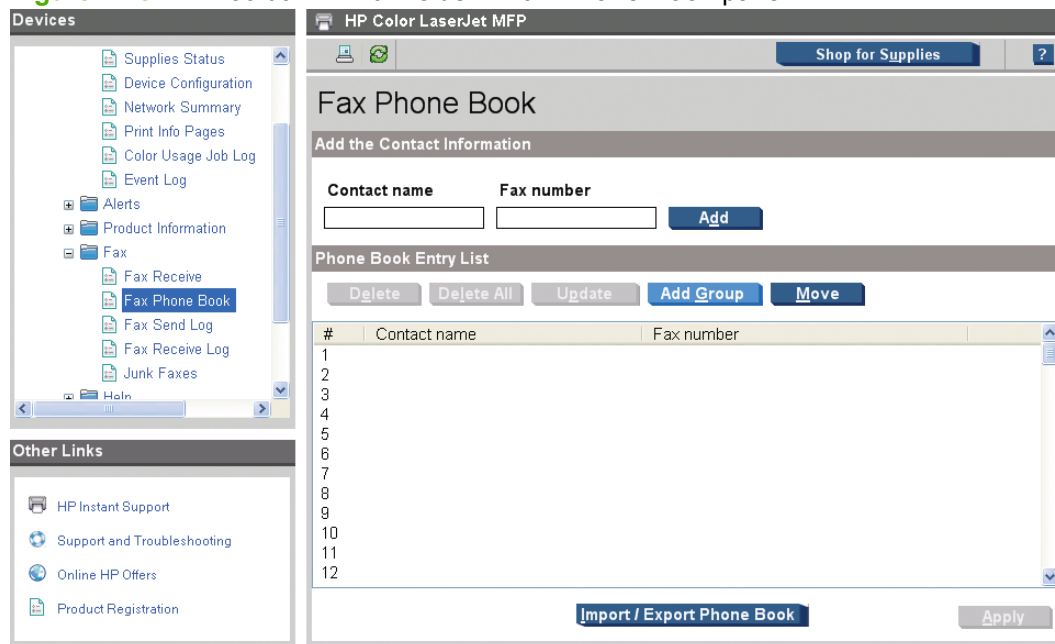 Devices
Supplies Status
Device Configuration
Network Summary
Print Info Pages
Color Usage Job Log
Event Log
Alerts
Product Information
Fax
Fax Receive
Fax Phone Book
Fax Send Log
Fax Receive Log
Junk Faxes
Help
Other Links
HP Instant Support
Support and Troubleshooting
Online HP Offers
Product Registration
HP Color LaserJet MFP
Shop for Supplies
?
Fax Phone Book
Add the Contact Information
Contact name Fax number
Add
Phone Book Entry List
Delete Delete All Update Add Group Move
# Contact name Fax number
1
2
3
4
5
6
7
8
9
10
11
12
Import / Export Phone Book Apply